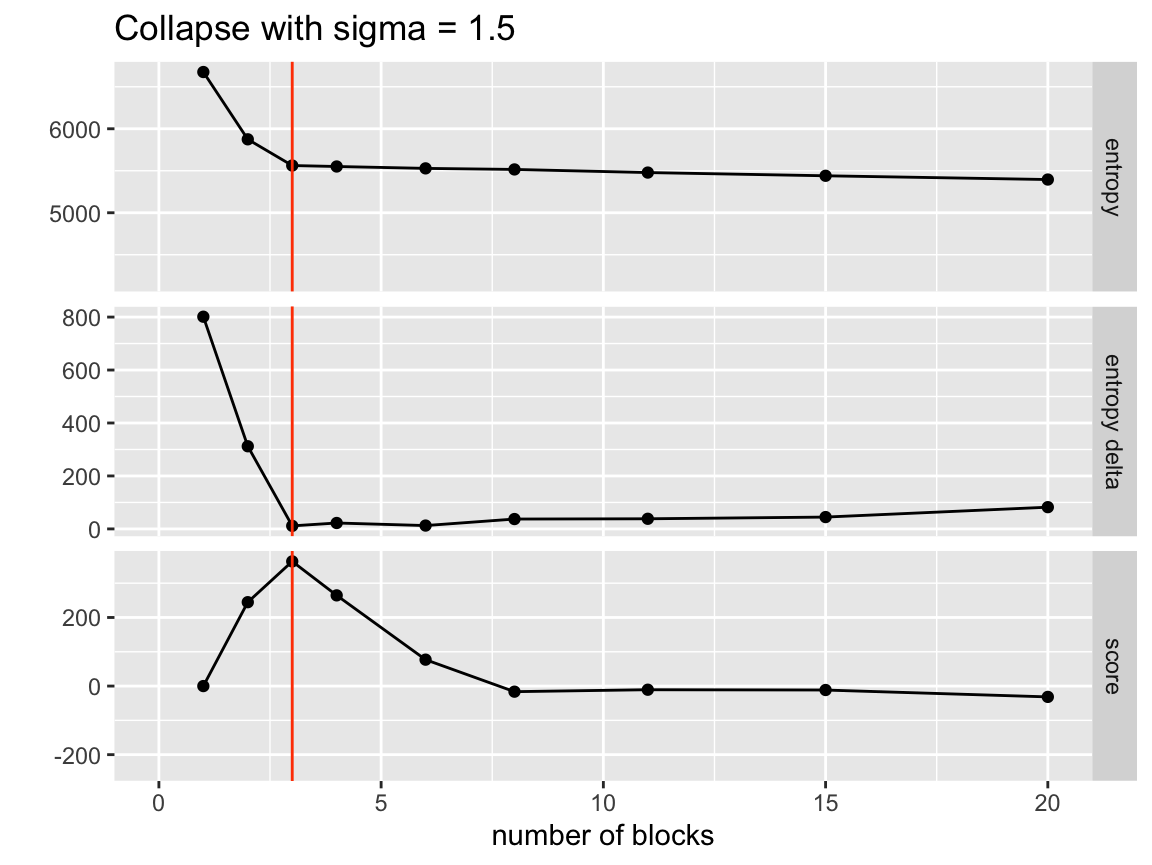 Collapse with sigma = 1.5
6000
5000
entropy
800
600
400
200
0
entropy delta
200
0
-200
score
0 5 10 15 20
number of blocks